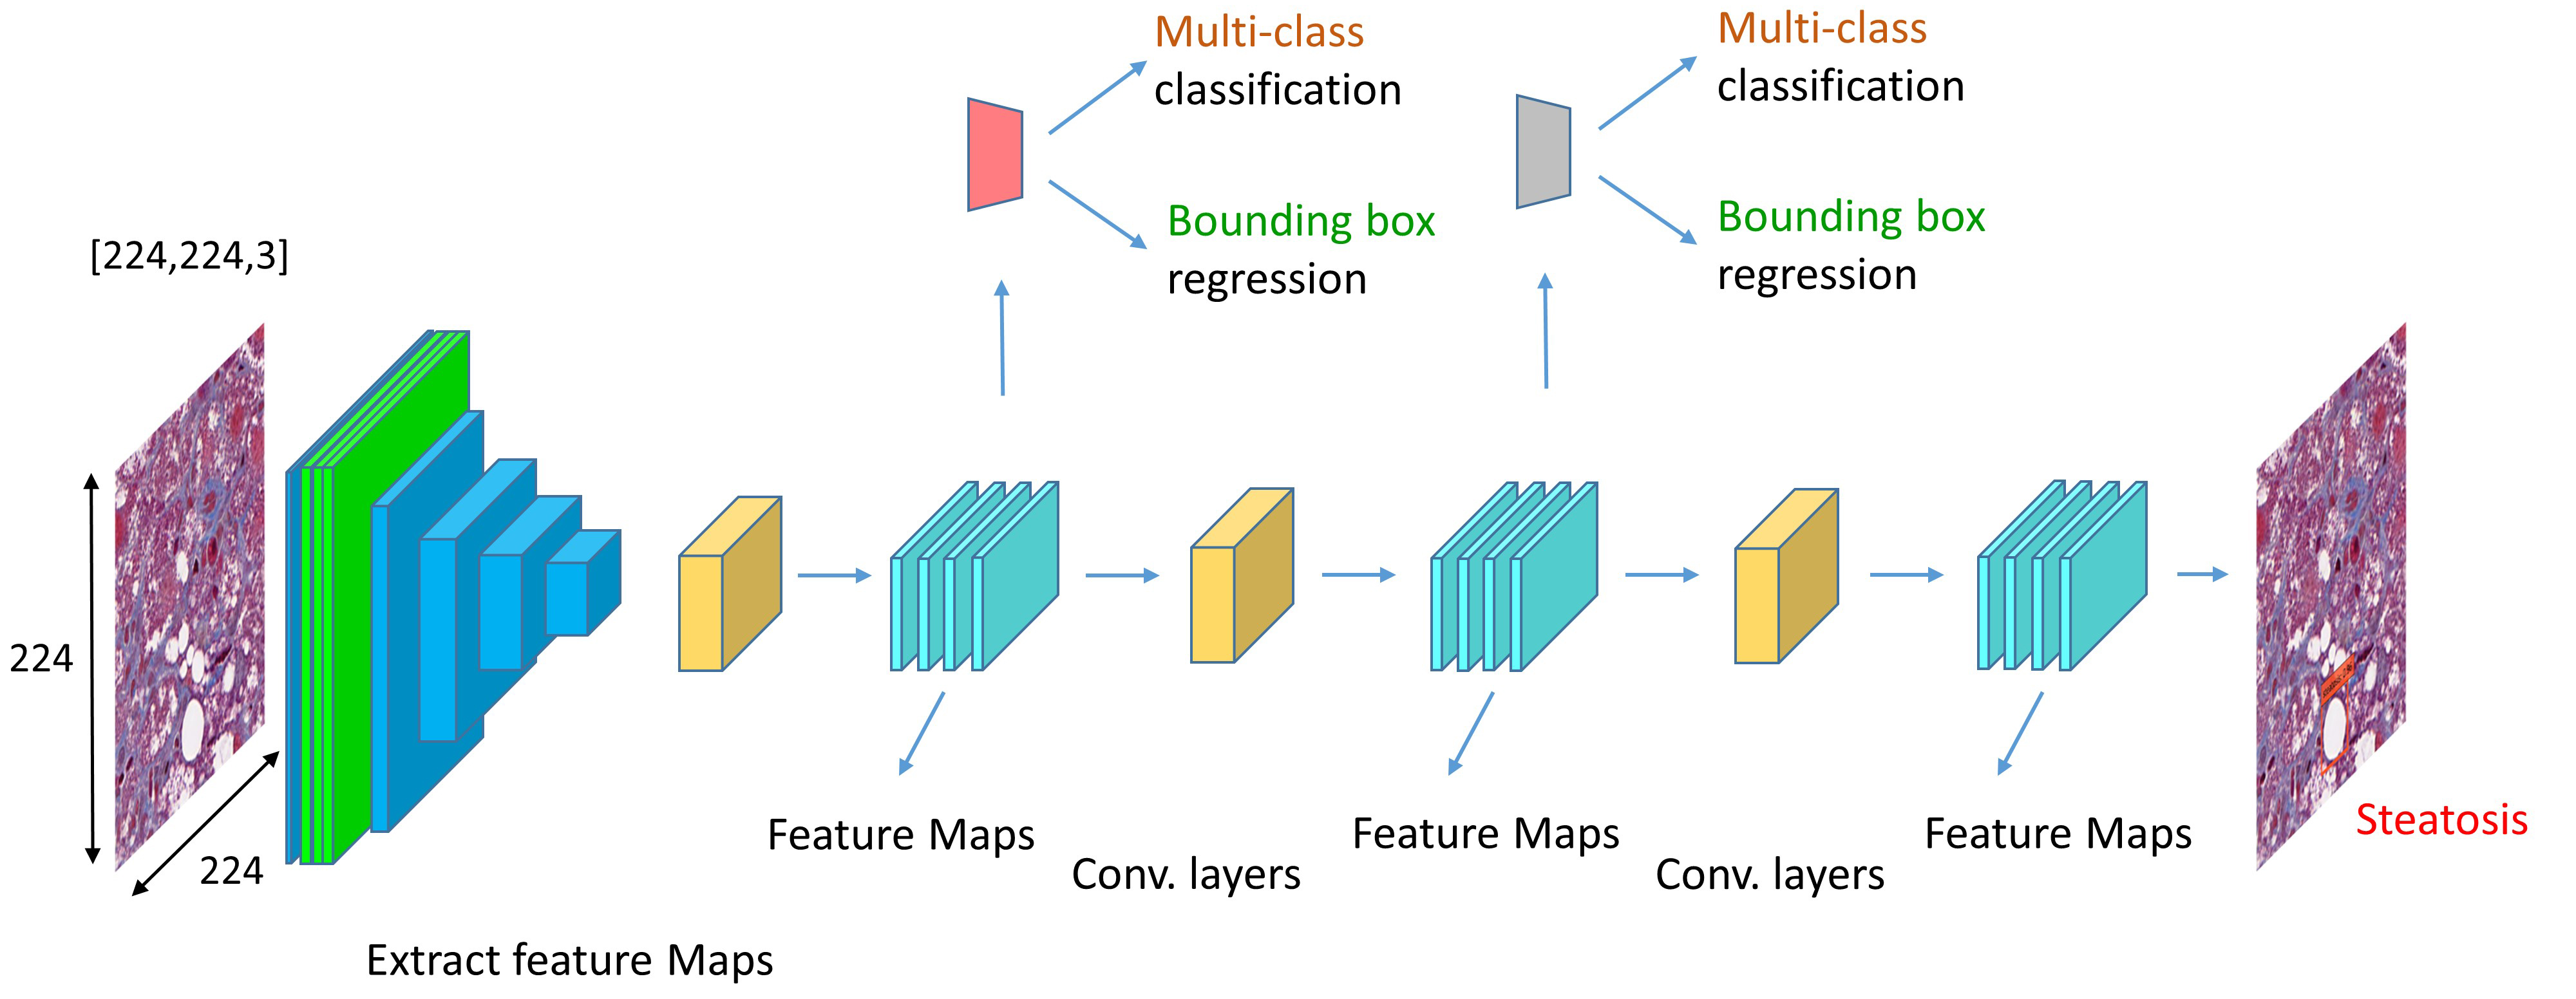 Multi-class
classification
Multi-class
classification
Bounding box
regression
Bounding box
regression
[224,224,3]
224
224
Feature Maps
Conv. layers
Feature Maps
Conv. layers
Feature Maps
Steatosis
Extract feature Maps